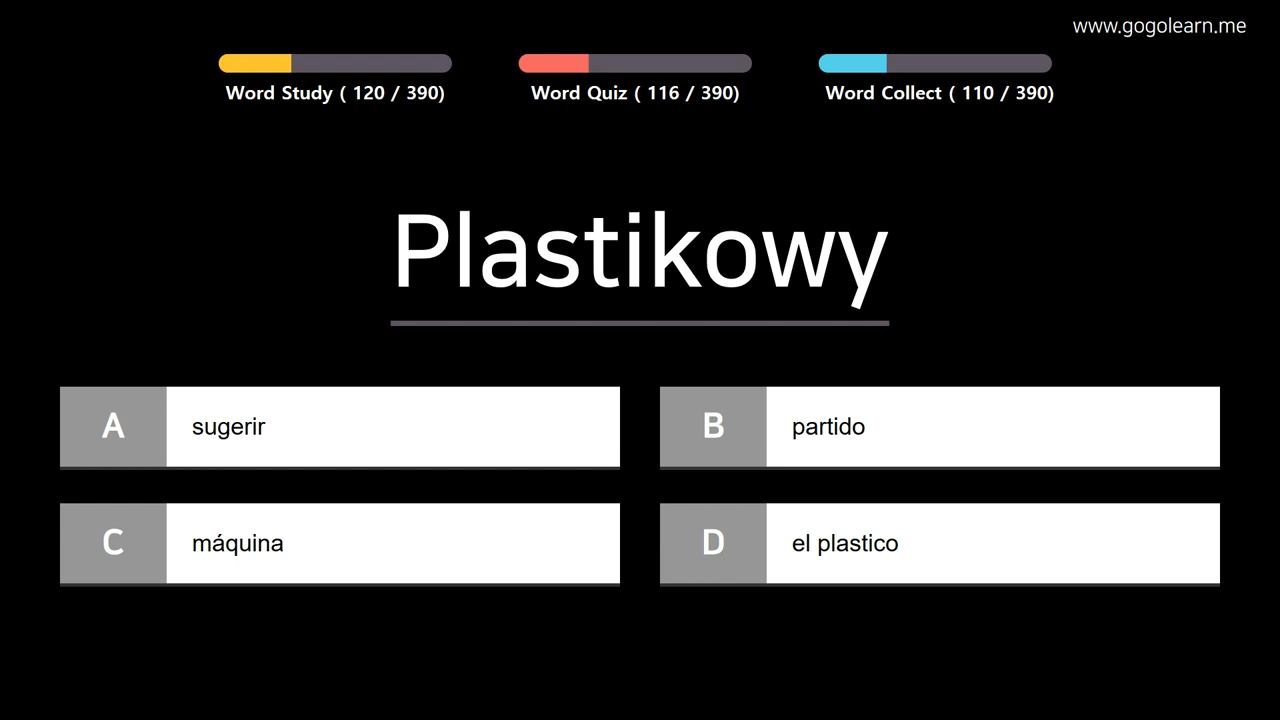 www.gogolearn.me
Word Study ( 120 / 390)
Word Quiz ( 116 / 390)
Word Collect ( 110 / 390)
Plastikowy
A sugerir
B partido
C máquina
D el plastico